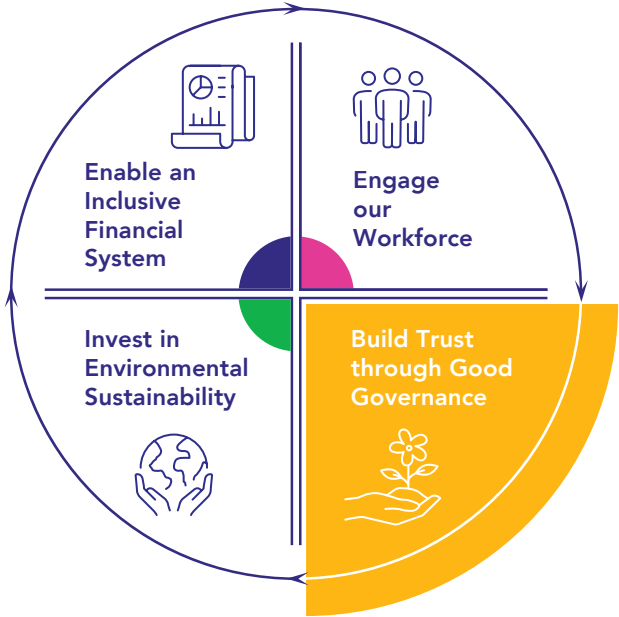 Enable an
Inclusive
Financial
System
Engage
our
Workforce
Invest in
Environmental
Sustainability
Build Trust
through Good
Governance